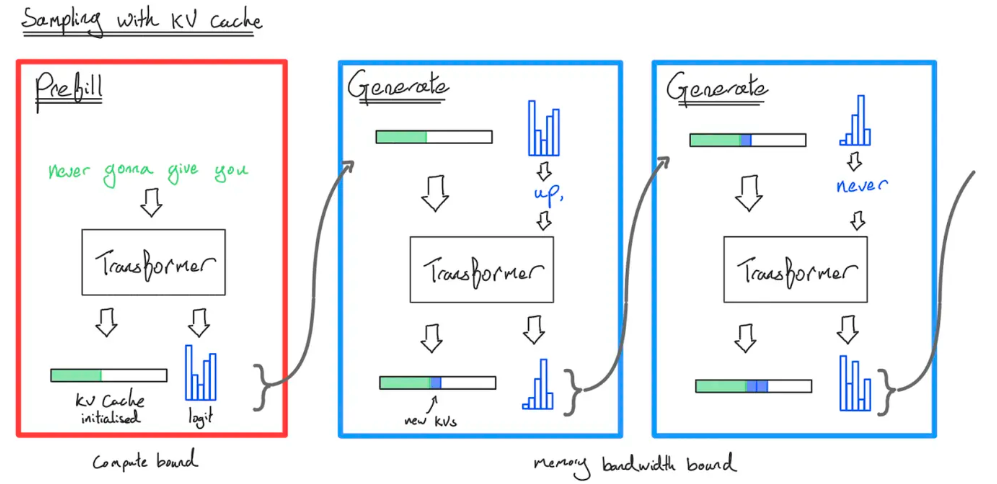 Sampling with KV Cache
Prefill
never gonna give you
Transformer
KV Cache
initialised
logit
Compute bound
Generate
up,
Transformer
new KVs
Generate
never
Transformer
memory bandwidth bound